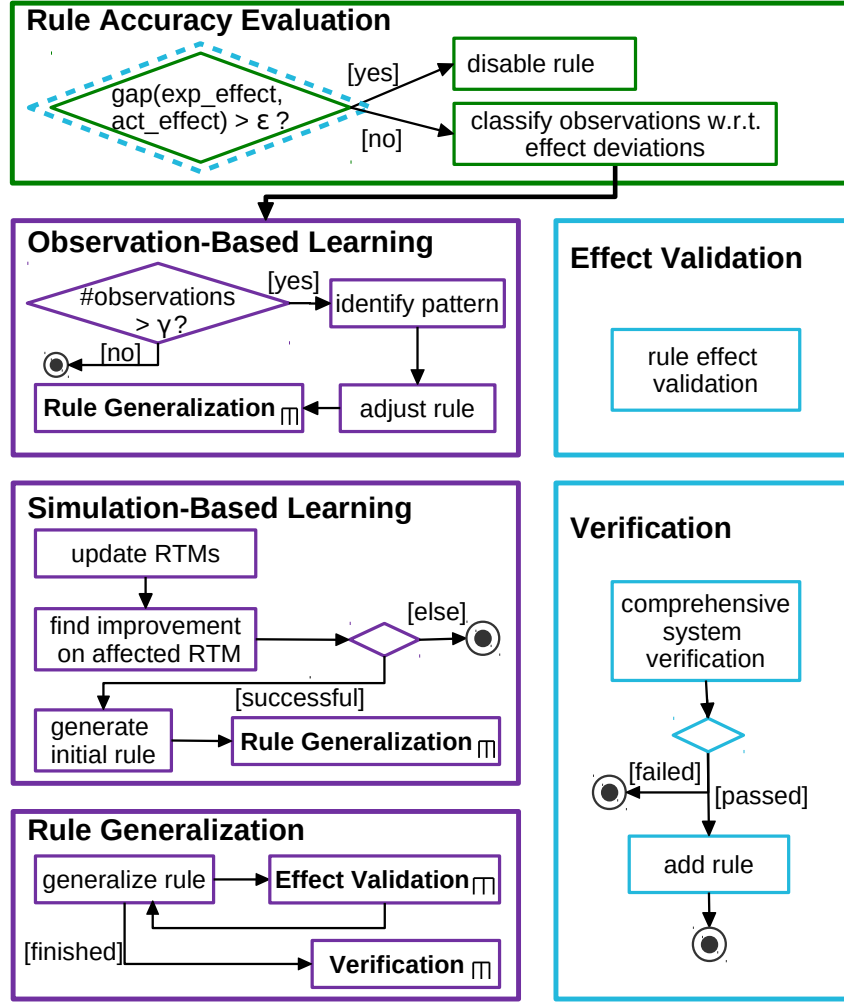 Rule Accuracy Evaluation
gap(exp_effect,
act_effect) > ε ?
[yes]
disable rule
[no]
classify observations w.r.t.
effect deviations
Observation-Based Learning
#observations
> γ?
[yes]
identify pattern
[no]
Rule Generalization
adjust rule
Effect Validation
rule effect
validation
Simulation-Based Learning
update RTMs
find improvement
on affected RTM
[else]
[successful]
generate
initial rule
Rule Generalization
Verification
comprehensive
system
verification
[failed]
[passed]
add rule
Rule Generalization
generalize rule
Effect Validation
[finished]
Verification